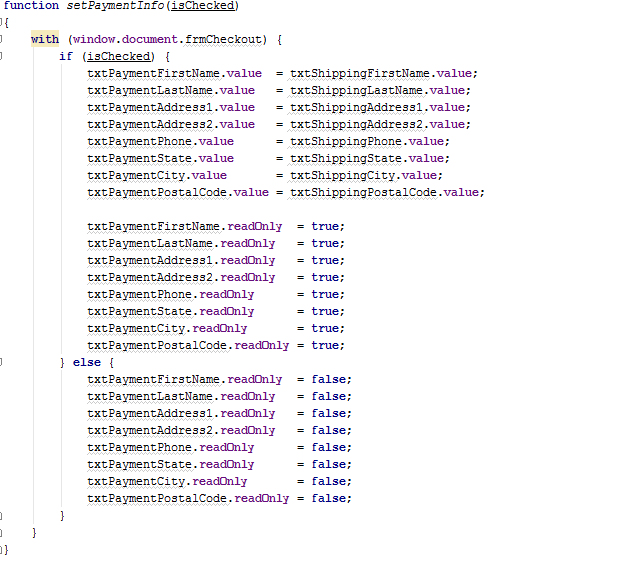 function setPaymentInfo(isChecked)
{
    with (window.document.frmCheckout) {
        if (isChecked) {
            txtPaymentFirstName.value  = txtShippingFirstName.value;
            txtPaymentLastName.value   = txtShippingLastName.value;
            txtPaymentAddress1.value   = txtShippingAddress1.value;
            txtPaymentAddress2.value   = txtShippingAddress2.value;
            txtPaymentPhone.value      = txtShippingPhone.value;
            txtPaymentState.value      = txtShippingState.value;
            txtPaymentCity.value       = txtShippingCity.value;
            txtPaymentPostalCode.value = txtShippingPostalCode.value;

            txtPaymentFirstName.readOnly  = true;
            txtPaymentLastName.readOnly   = true;
            txtPaymentAddress1.readOnly   = true;
            txtPaymentAddress2.readOnly   = true;
            txtPaymentPhone.readOnly      = true;
            txtPaymentState.readOnly      = true;
            txtPaymentCity.readOnly       = true;
            txtPaymentPostalCode.readOnly = true;
        } else {
            txtPaymentFirstName.readOnly  = false;
            txtPaymentLastName.readOnly   = false;
            txtPaymentAddress1.readOnly   = false;
            txtPaymentAddress2.readOnly   = false;
            txtPaymentPhone.readOnly      = false;
            txtPaymentState.readOnly      = false;
            txtPaymentCity.readOnly       = false;
            txtPaymentPostalCode.readOnly = false;
        }
    }
}